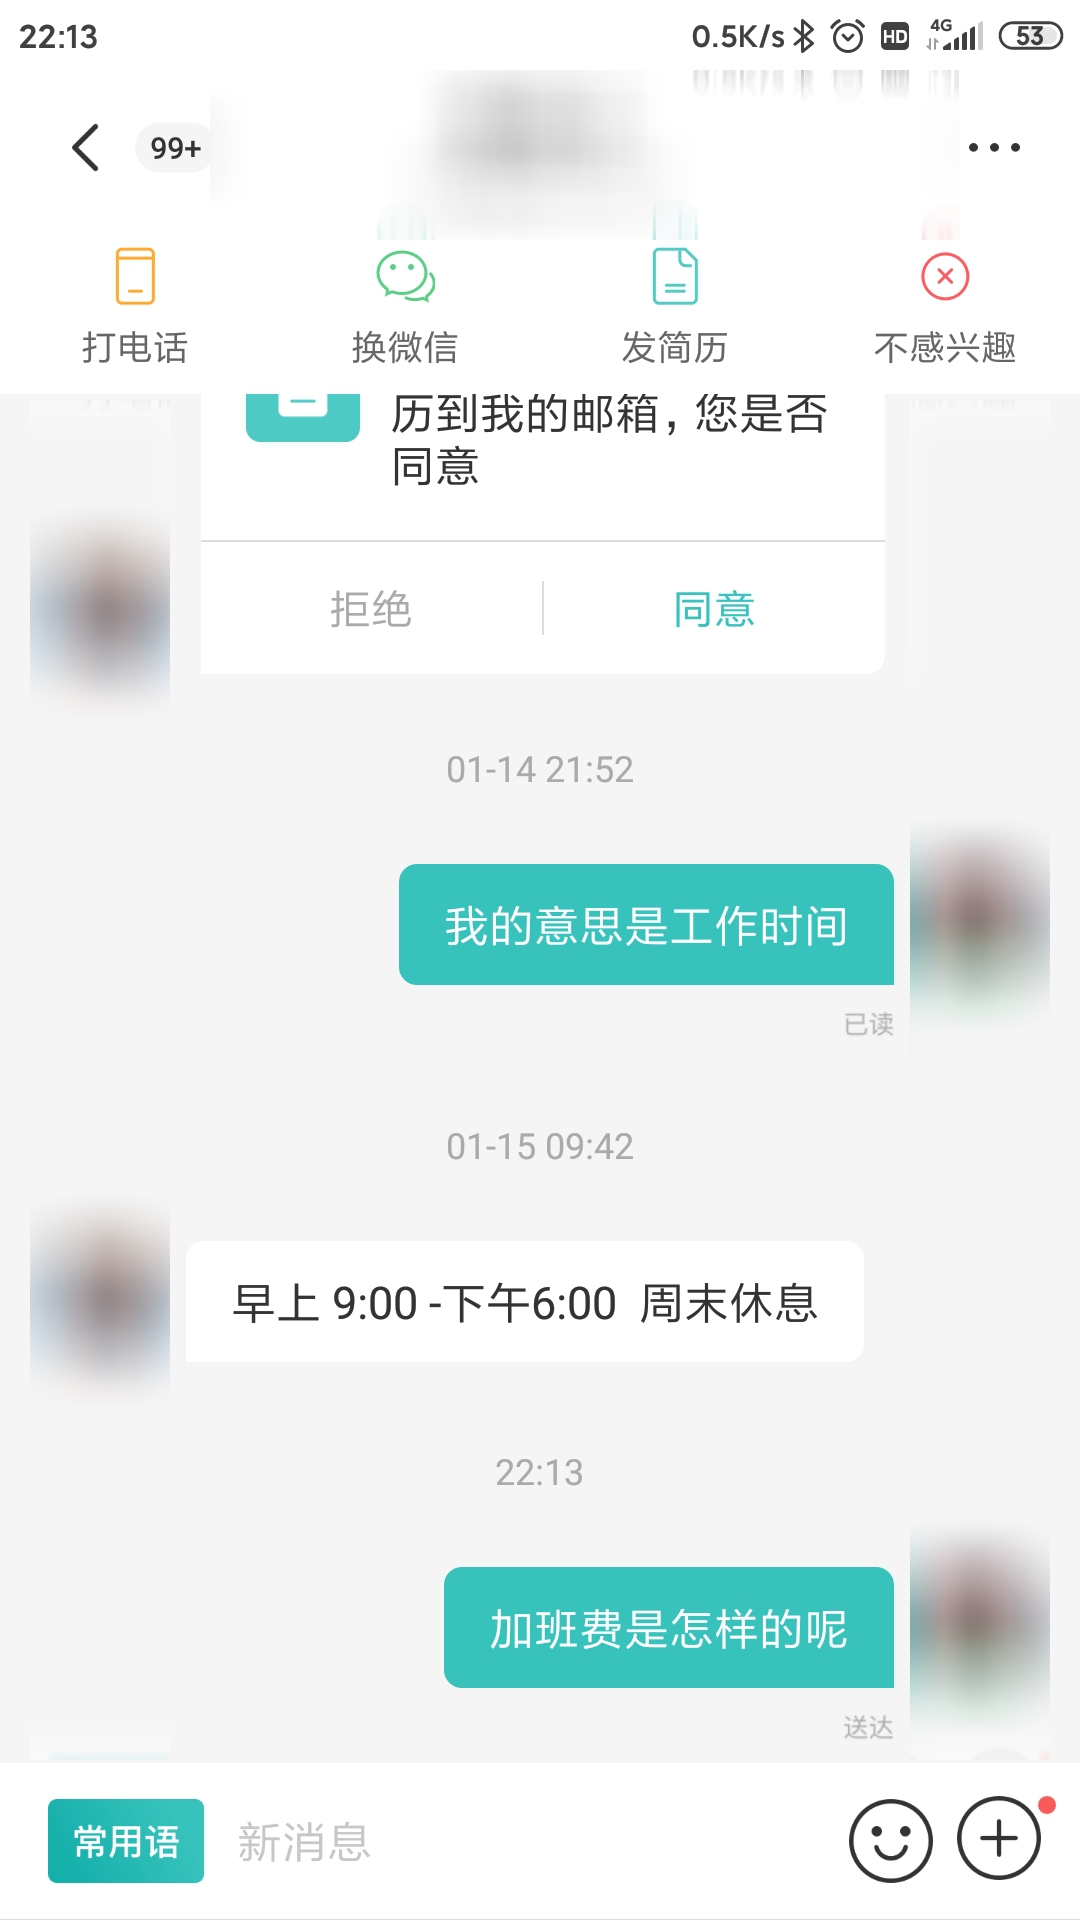 22:13 0.5K/s HD 4G 53
99+
打电话 换微信 发简历 不感兴趣
历到我的邮箱，您是否
同意
拒绝 同意
01-14 21:52
我的意思是工作时间
已读
01-15 09:42
早上 9:00 -下午6:00 周末休息
22:13
加班费是怎样的呢
送达
常用语 新消息